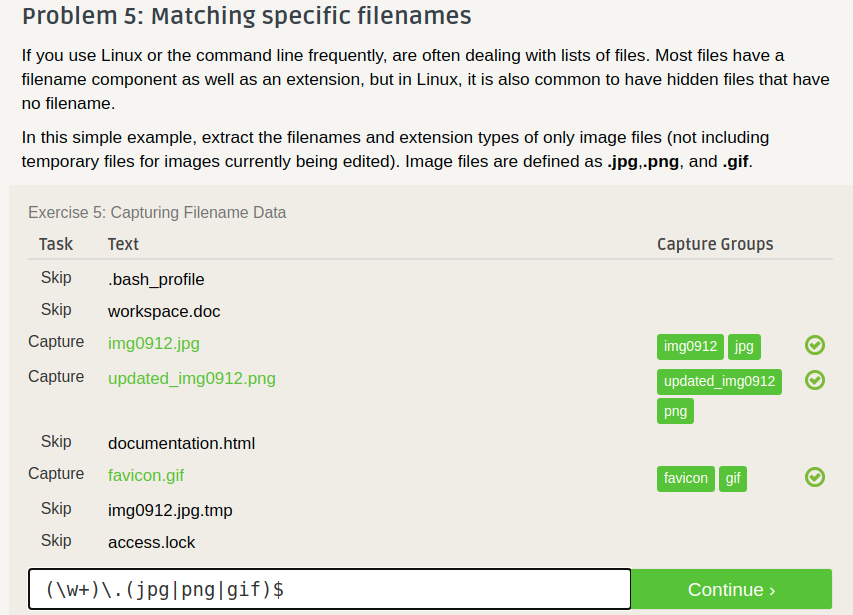 Problem 5: Matching specific filenames
If you use Linux or the command line frequently, are often dealing with lists of files. Most files have a
filename component as well as an extension, but in Linux, it is also common to have hidden files that have
no filename.
In this simple example, extract the filenames and extension types of only image files (not including
temporary files for images currently being edited). Image files are defined as .jpg,.png, and .gif.
Exercise 5: Capturing Filename Data
Task Text Capture Groups
Skip .bash_profile
Skip workspace.doc
Capture img0912.jpg img0912 jpg
Capture updated_img0912.png updated_img0912
png
Skip documentation.html
Capture favicon.gif favicon gif
Skip img0912.jpg.tmp
Skip access.lock
(\w+)\.(jpg|png|gif)$ Continue ›